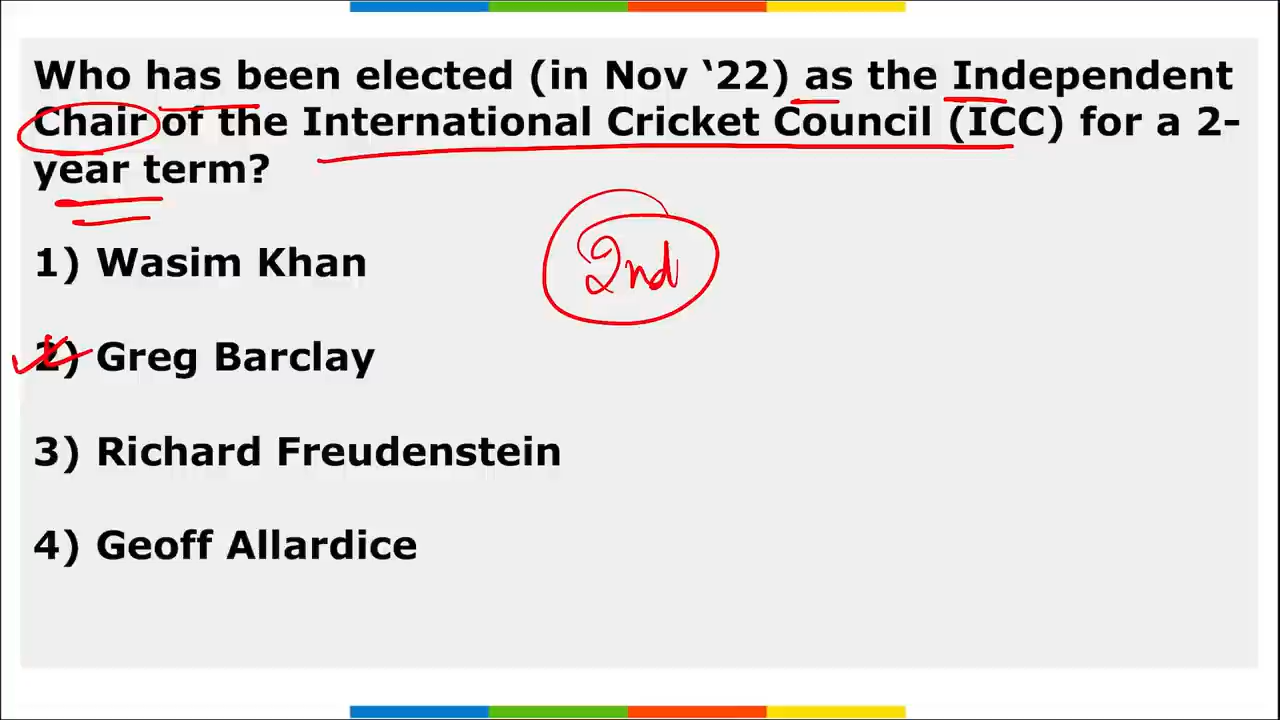 Who has been elected (in Nov ‘22) as the Independent
Chair of the International Cricket Council (ICC) for a 2-
year term?
1) Wasim Khan
2nd
2) Greg Barclay
3) Richard Freudenstein
4) Geoff Allardice